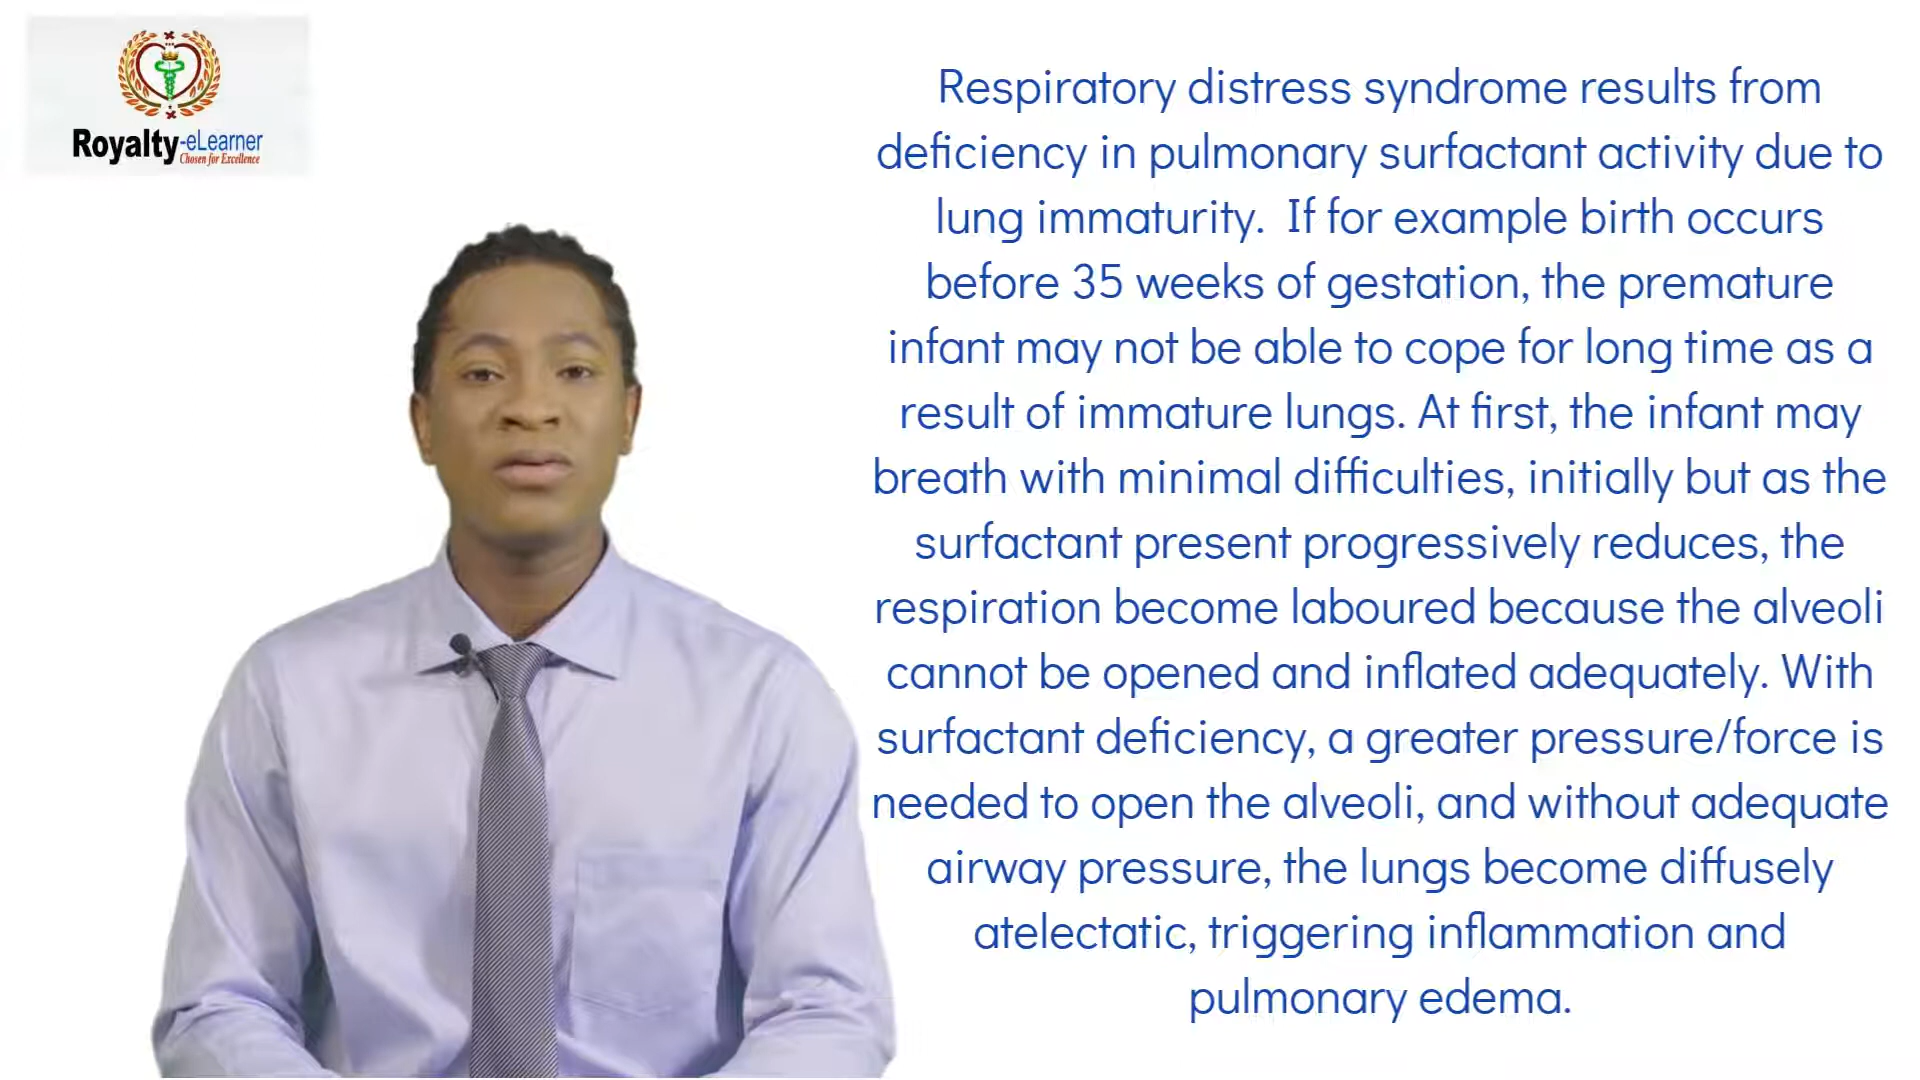 Royalty-eLearner
Chosen for Excellence
Respiratory distress syndrome results from
deficiency in pulmonary surfactant activity due to
lung immaturity.  If for example birth occurs
before 35 weeks of gestation, the premature
infant may not be able to cope for long time as a
result of immature lungs. At first, the infant may
breath with minimal difficulties, initially but as the
surfactant present progressively reduces, the
respiration become laboured because the alveoli
cannot be opened and inflated adequately. With
surfactant deficiency, a greater pressure/force is
needed to open the alveoli, and without adequate
airway pressure, the lungs become diffusely
atelectatic, triggering inflammation and
pulmonary edema.